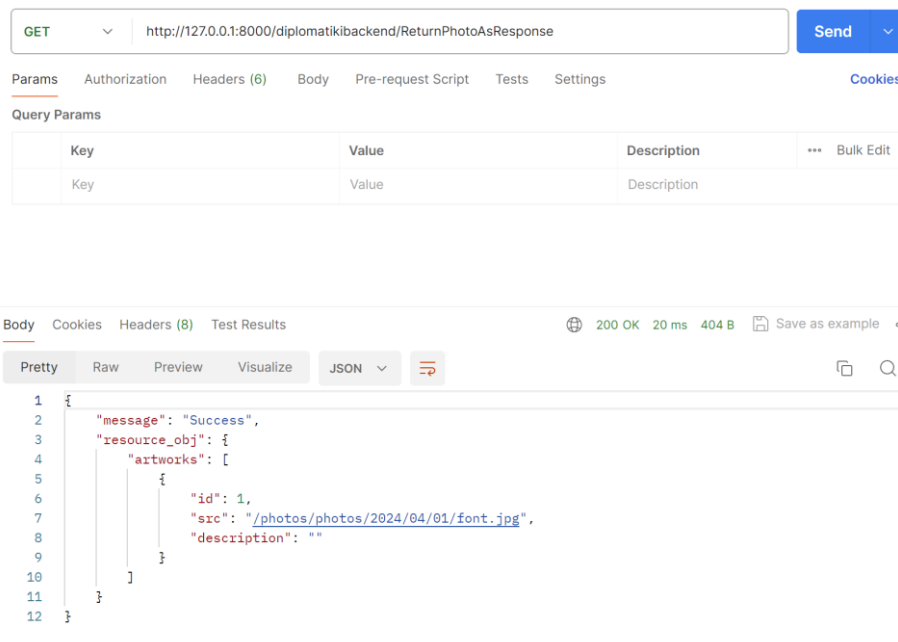 GET http://127.0.0.1:8000/diplomatikibackend/ReturnPhotoAsResponse Send
Params Authorization Headers (6) Body Pre-request Script Tests Settings Cookies
Query Params
Key Value Description ••• Bulk Edit
Key Value Description
Body Cookies Headers (8) Test Results 200 OK 20 ms 404 B Save as example
Pretty Raw Preview Visualize JSON
1 {
2 "message": "Success",
3 "resource_obj": {
4 "artworks": [
5 {
6 "id": 1,
7 "src": "/photos/photos/2024/04/01/font.jpg",
8 "description": ""
9 }
10 ]
11 }
12 }